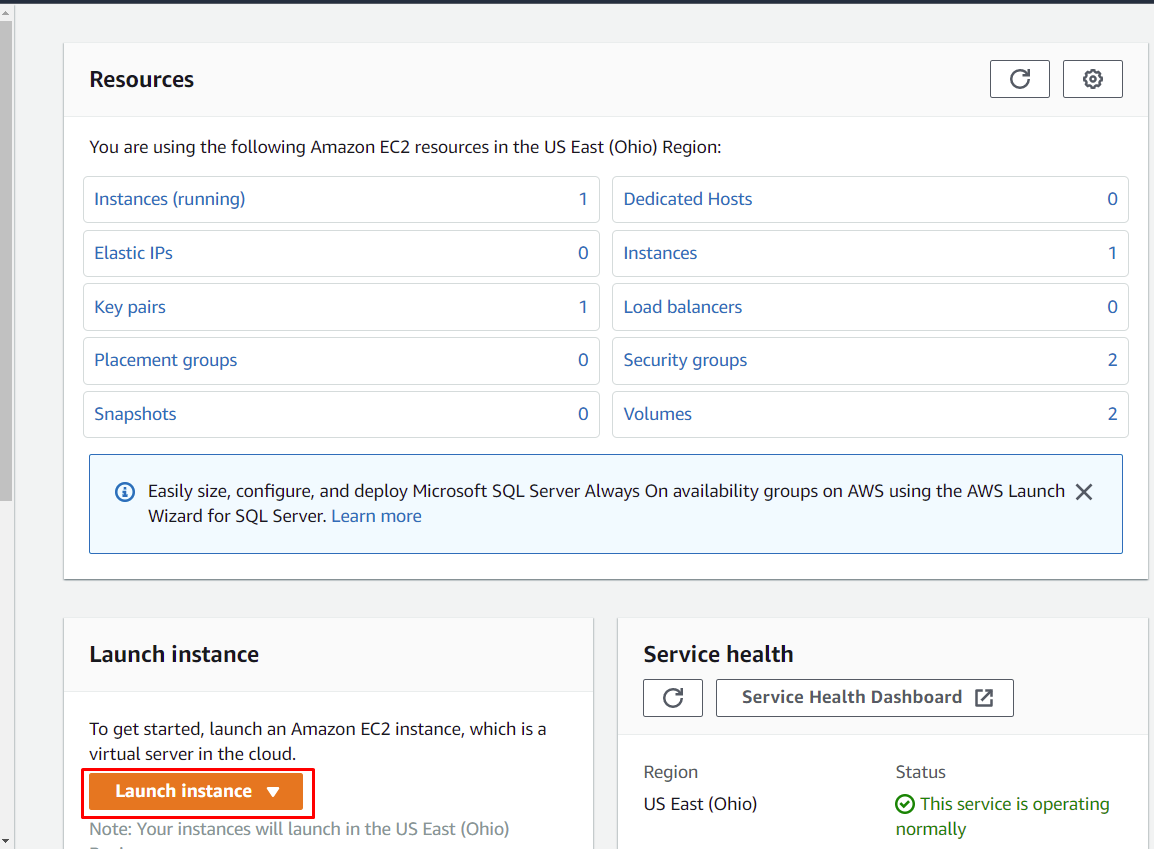 Resources
You are using the following Amazon EC2 resources in the US East (Ohio) Region:
Instances (running) 1
Dedicated Hosts 0
Elastic IPs 0
Instances 1
Key pairs 1
Load balancers 0
Placement groups 0
Security groups 2
Snapshots 0
Volumes 2
Easily size, configure, and deploy Microsoft SQL Server Always On availability groups on AWS using the AWS Launch
Wizard for SQL Server. Learn more
Launch instance
To get started, launch an Amazon EC2 instance, which is a
virtual server in the cloud.
Launch instance
Note: Your instances will launch in the US East (Ohio)
Service health
Service Health Dashboard
Region
US East (Ohio)
Status
This service is operating
normally